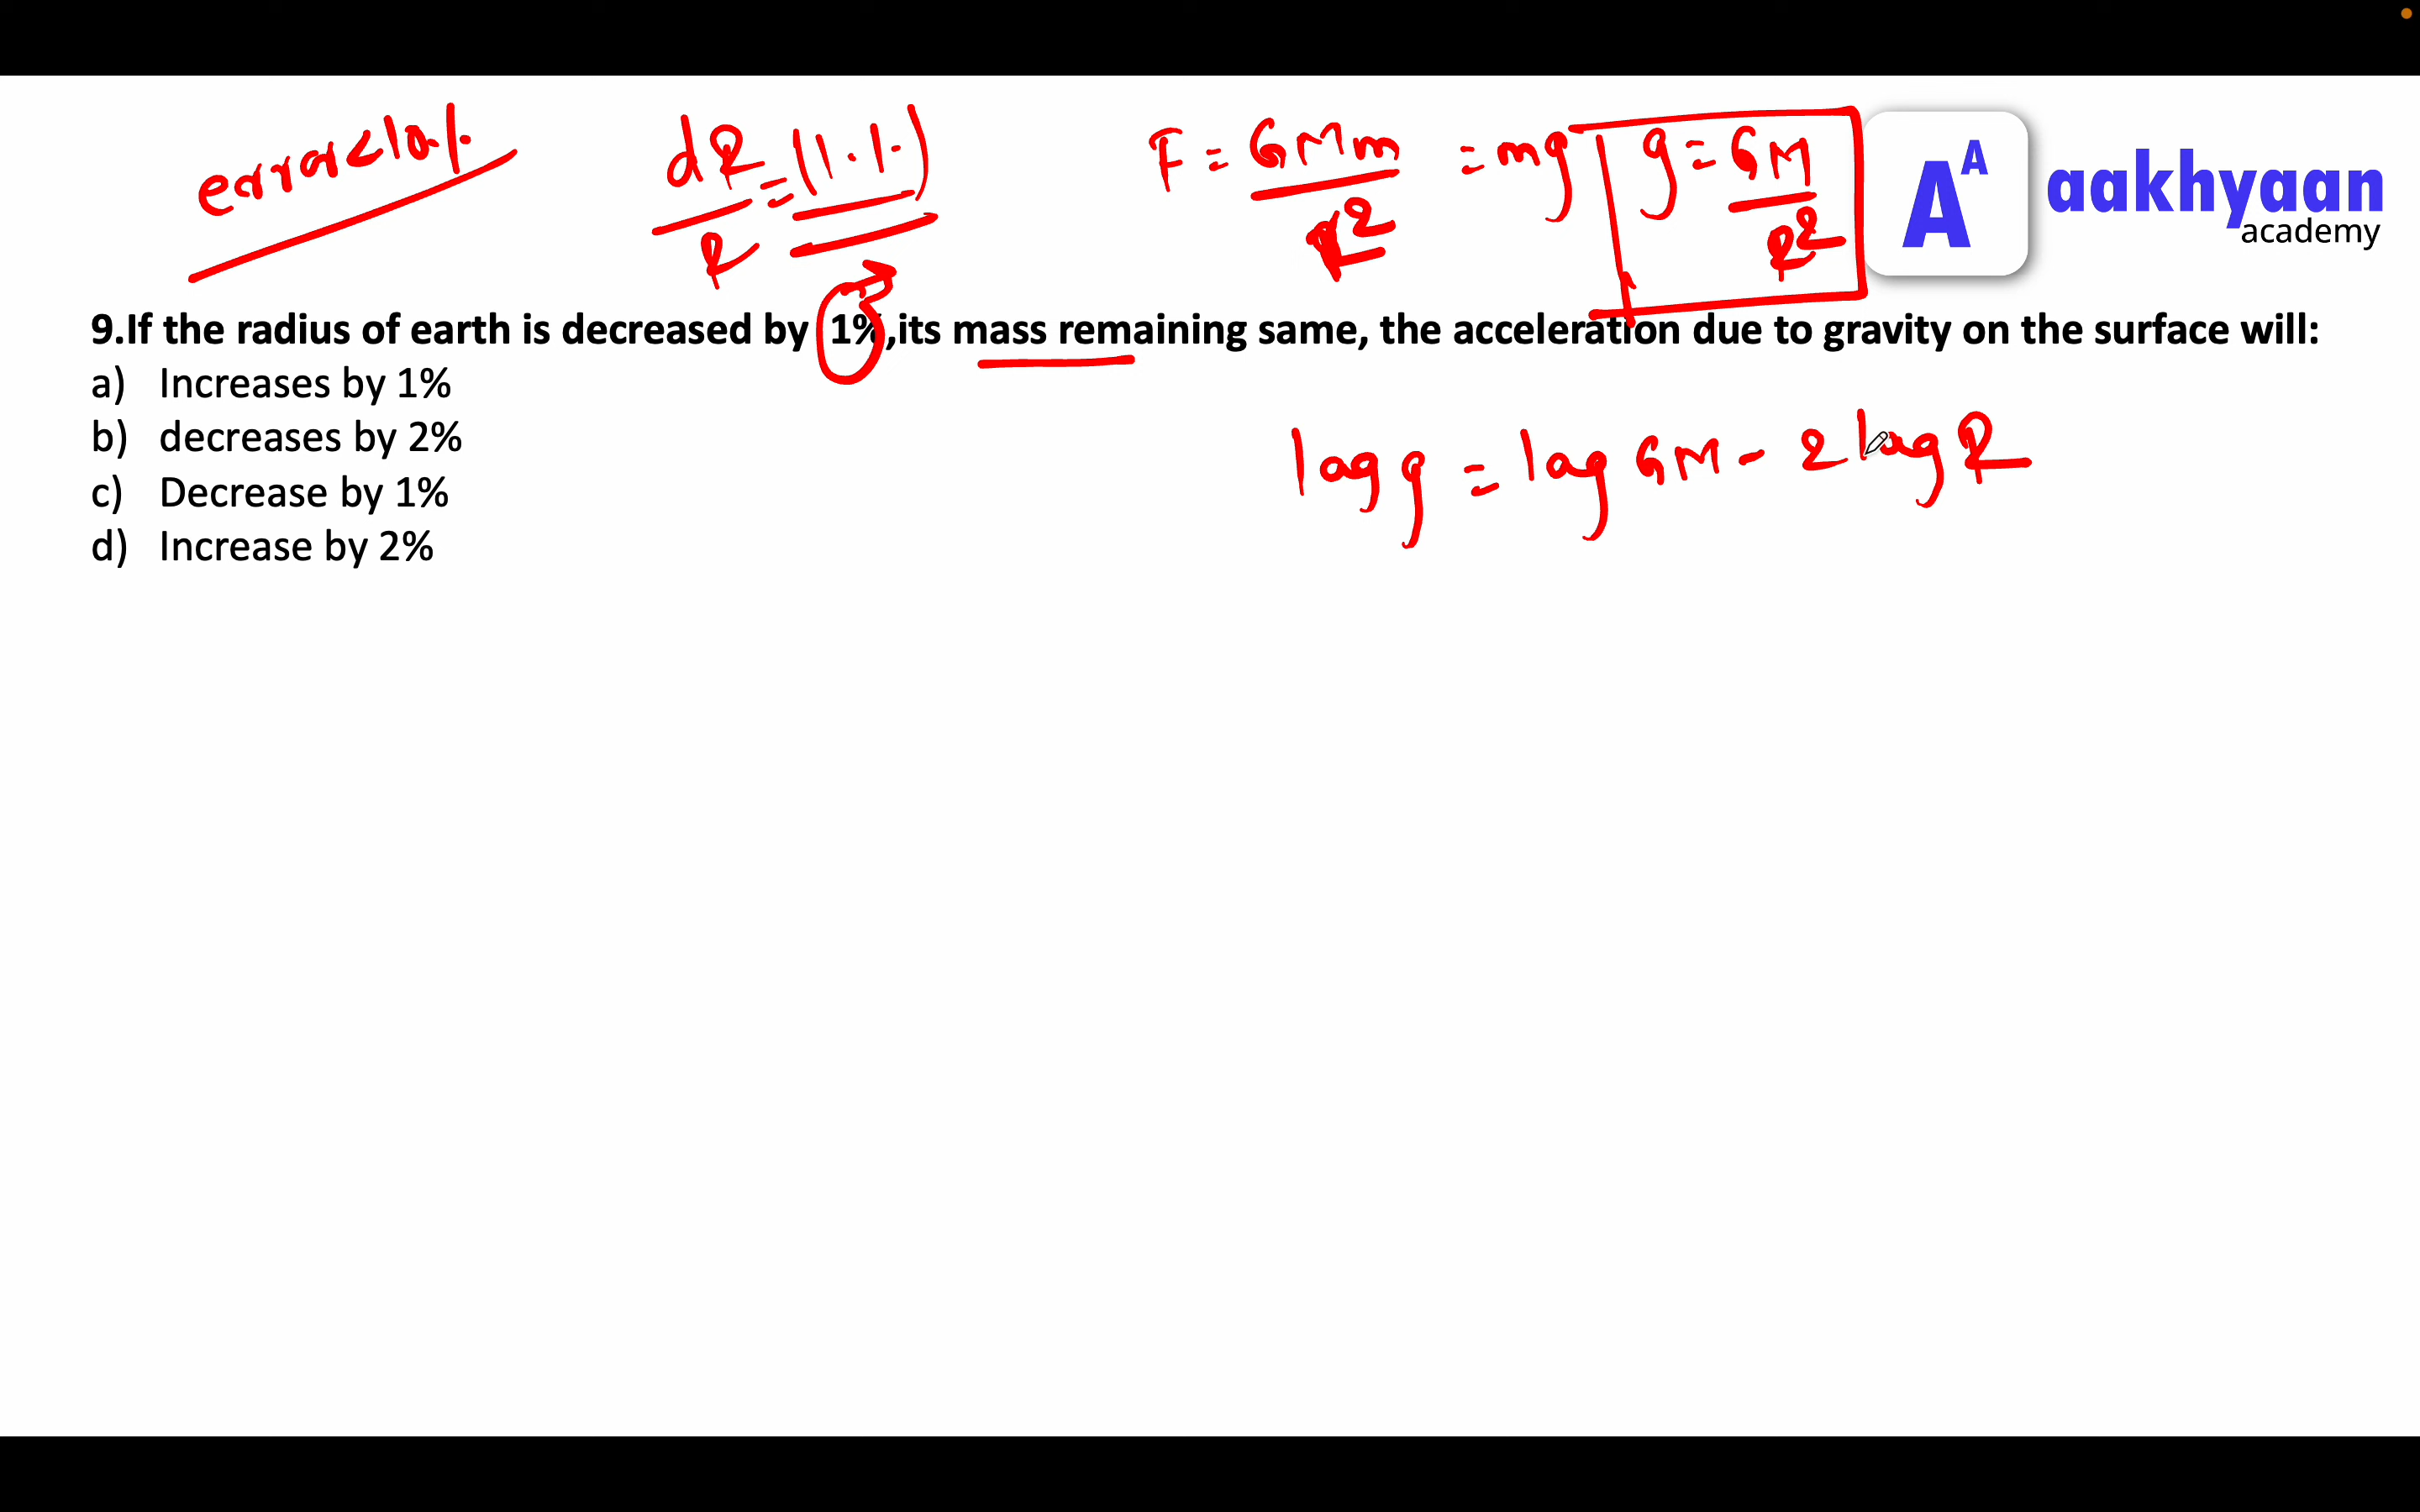 error<10%
dR/R = (1%)
F = GMm/R² = mg
g = GM/R²
A^A aakhyaan
academy
9.If the radius of earth is decreased by 1%,its mass remaining same, the acceleration due to gravity on the surface will:
a) Increases by 1%
b) decreases by 2%
c) Decrease by 1%
d) Increase by 2%
log g = log GM - 2 log R